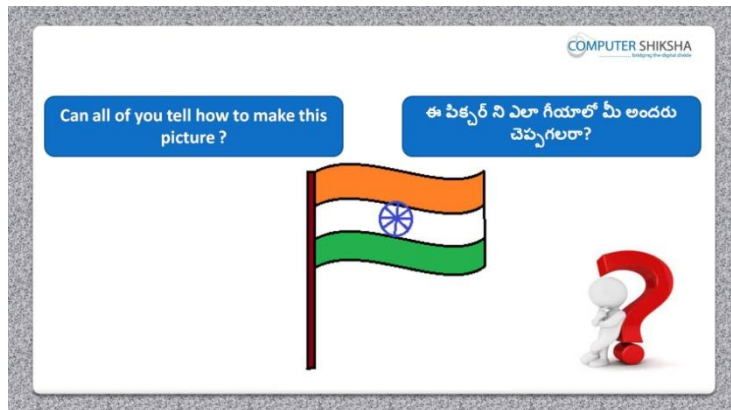 COMPUTER SHIKSHA
bridging the digital divide
Can all of you tell how to make this
picture ?
ఈ పిక్చర్ ని ఎలా గీయాలో మీ అందరు
చెప్పగలరా?